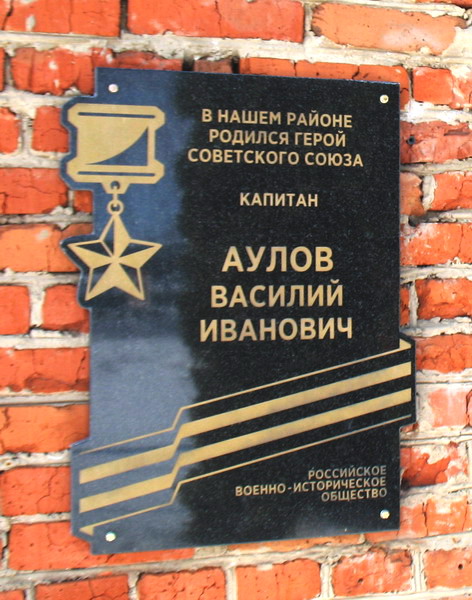 В НАШЕМ РАЙОНЕ
РОДИЛСЯ ГЕРОЙ
СОВЕТСКОГО СОЮЗА
КАПИТАН
АУЛОВ
ВАСИЛИЙ
ИВАНОВИЧ
РОССИЙСКОЕ
ВОЕННО-ИСТОРИЧЕСКОЕ
ОБЩЕСТВО